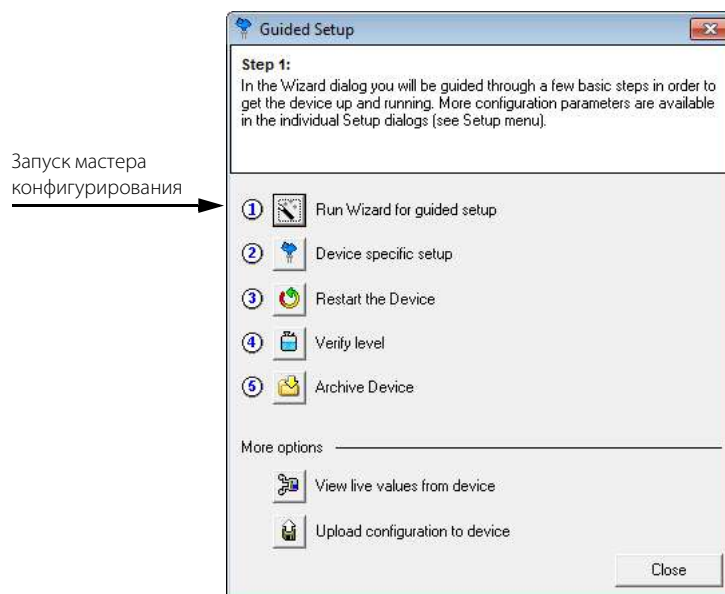 Guided Setup
Step 1:
In the Wizard dialog you will be guided through a few basic steps in order to
get the device up and running. More configuration parameters are available
in the individual Setup dialogs (see Setup menu).
Запуск мастера
конфигурирования
1 Run Wizard for guided setup
2 Device specific setup
3 Restart the Device
4 Verify level
5 Archive Device
More options
View live values from device
Upload configuration to device
Close